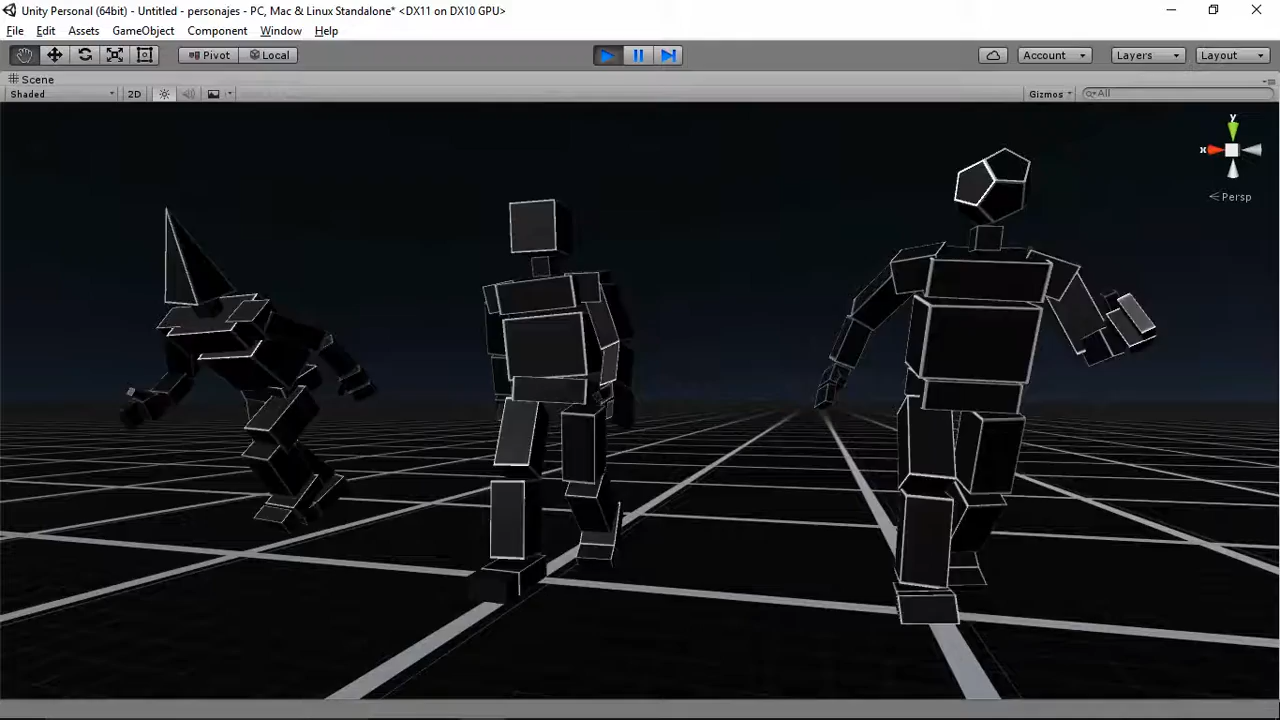 Unity Personal (64bit) - Untitled - personajes - PC, Mac & Linux Standalone* <DX11 on DX10 GPU>
File Edit Assets GameObject Component Window Help
Pivot Local Account Layers Layout
Scene
Shaded 2D Gizmos All
y
x
Persp